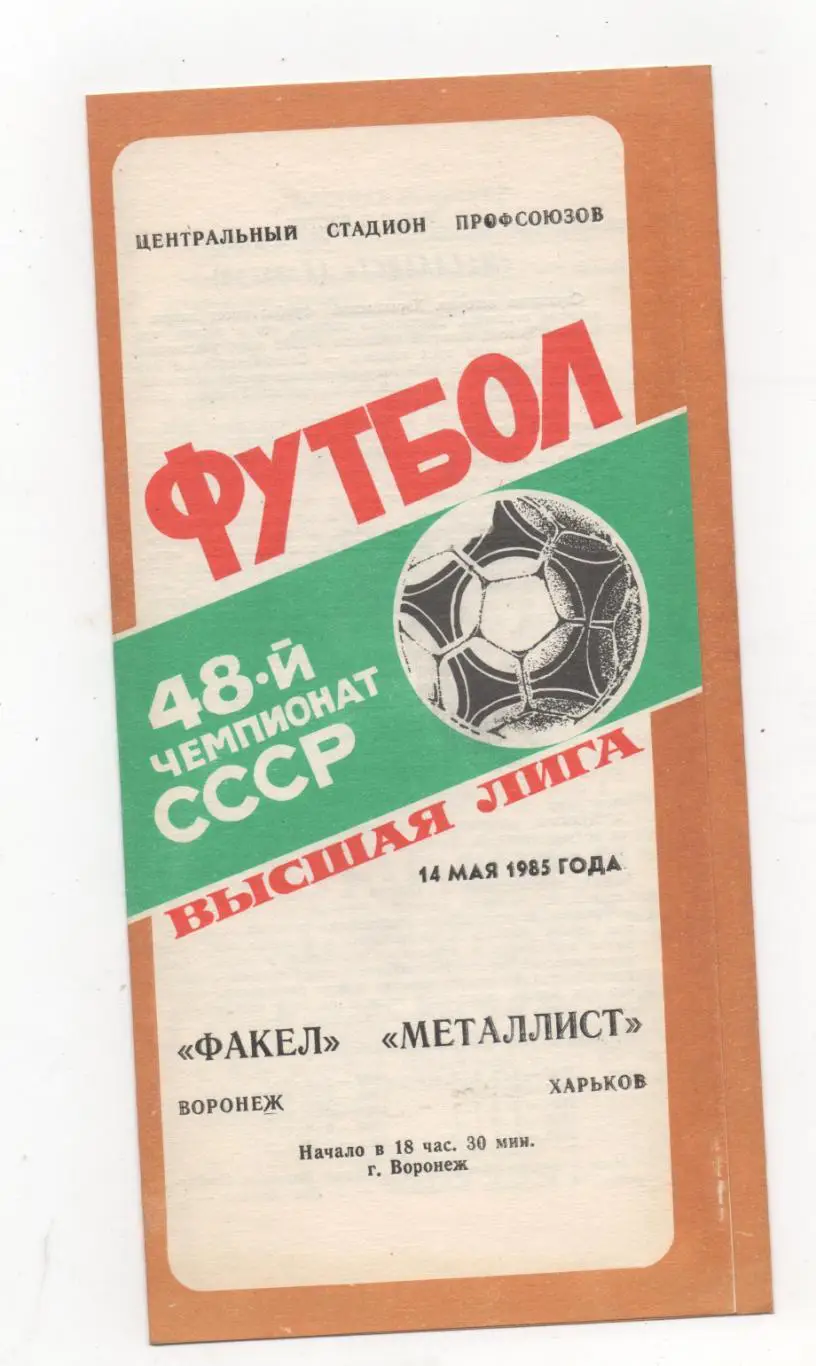 ЦЕНТРАЛЬНЫЙ СТАДИОН ПРОФСОЮЗОВ
ФУТБОЛ
48-Й
ЧЕМПИОНАТ
СССР
ВЫСШАЯ ЛИГА
14 МАЯ 1985 ГОДА
«ФАКЕЛ» «МЕТАЛЛИСТ»
ВОРОНЕЖ ХАРЬКОВ
Начало в 18 час. 30 мин.
г. Воронеж